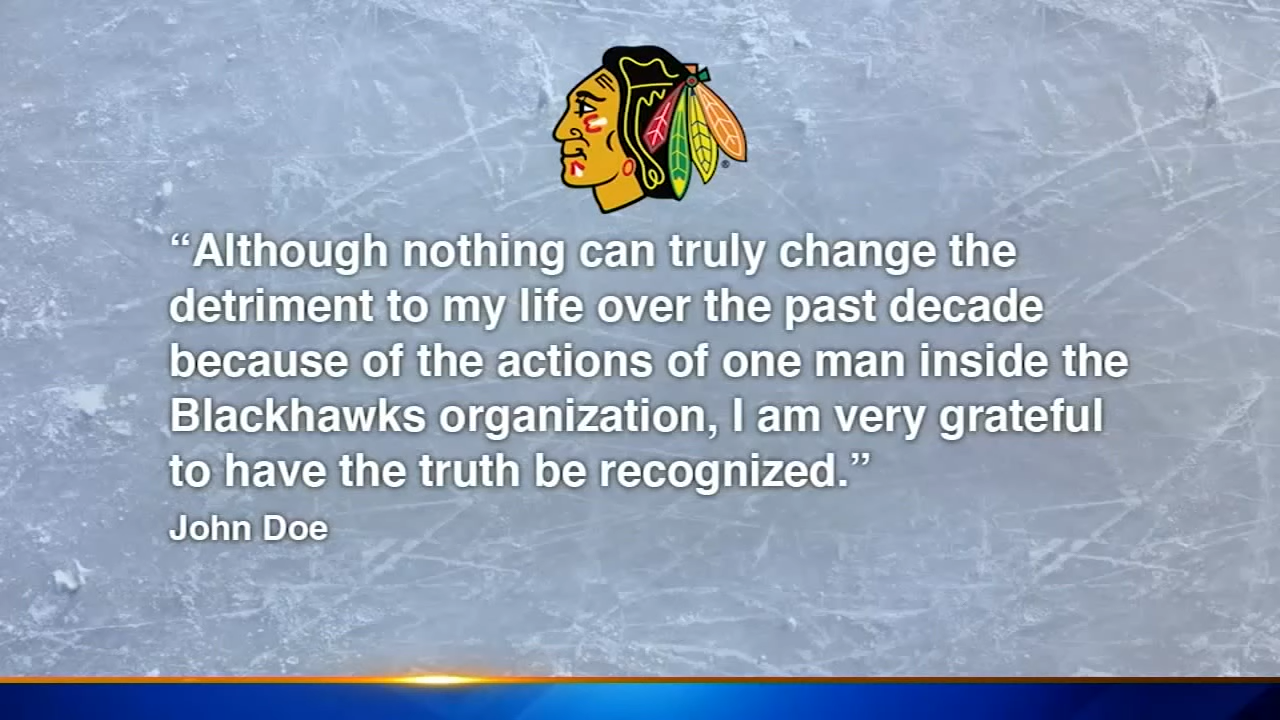 “Although nothing can truly change the
detriment to my life over the past decade
because of the actions of one man inside the
Blackhawks organization, I am very grateful
to have the truth be recognized.”
John Doe